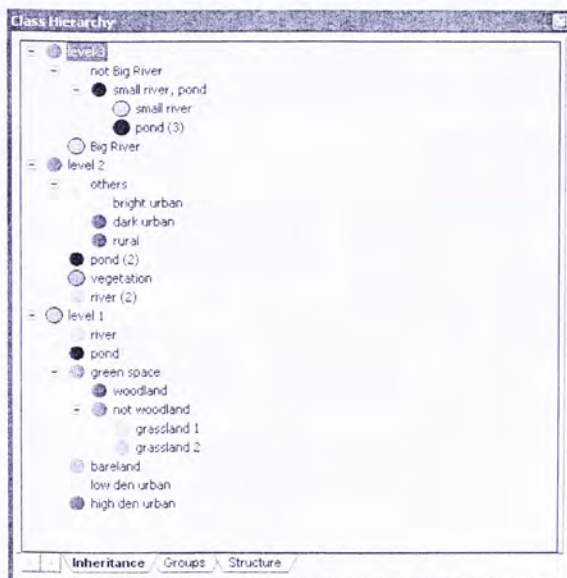 Class Hierarchy
level 3
not Big River
small river, pond
small river
pond (3)
Big River
level 2
others
bright urban
dark urban
rural
pond (2)
vegetation
river (2)
level 1
river
pond
green space
woodland
not woodland
grassland 1
grassland 2
bareland
low den urban
high den urban
Inheritance Groups Structure